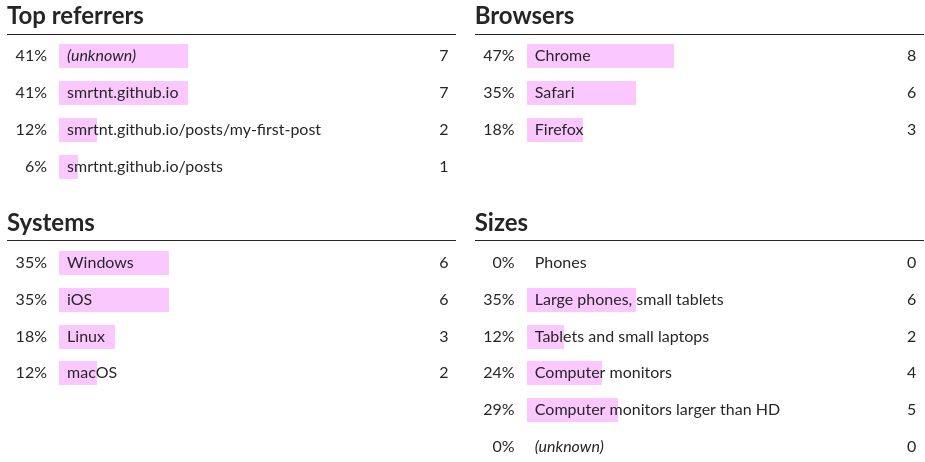 Top referrers
41% (unknown) 7
41% smrtnt.github.io 7
12% smrtnt.github.io/posts/my-first-post 2
6% smrtnt.github.io/posts 1
Browsers
47% Chrome 8
35% Safari 6
18% Firefox 3
Systems
35% Windows 6
35% iOS 6
18% Linux 3
12% macOS 2
Sizes
0% Phones 0
35% Large phones, small tablets 6
12% Tablets and small laptops 2
24% Computer monitors 4
29% Computer monitors larger than HD 5
0% (unknown) 0